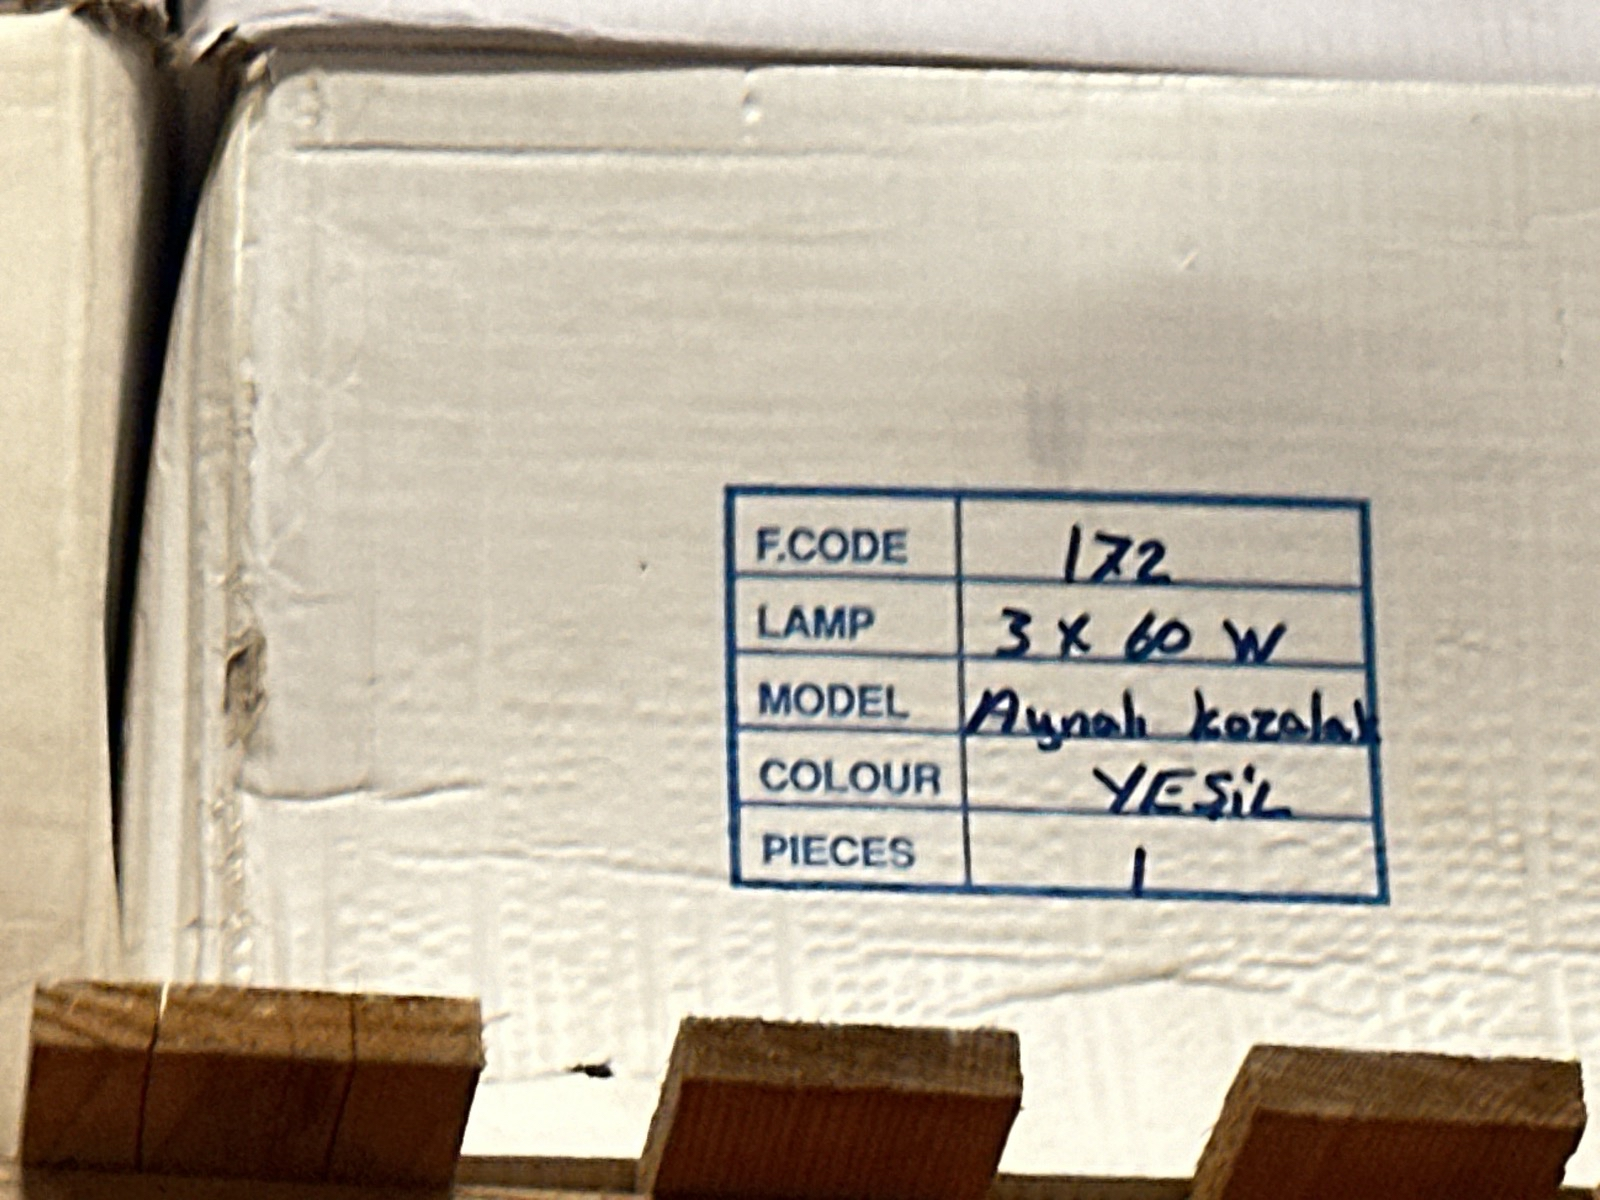 F.CODE 172
LAMP 3 X 60 W
MODEL Aynalı kozalak
COLOUR YEŞİL
PIECES 1